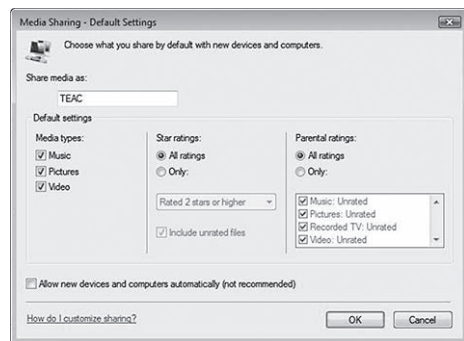 Media Sharing - Default Settings
Choose what you share by default with new devices and computers.
Share media as:
TEAC
Default settings
Media types:
Music
Pictures
Video
Star ratings:
All ratings
Only:
Rated 2 stars or higher
Include unrated files
Parental ratings:
All ratings
Only:
Music: Unrated
Pictures: Unrated
Recorded TV: Unrated
Video: Unrated
Allow new devices and computers automatically (not recommended)
How do I customize sharing?
OK
Cancel